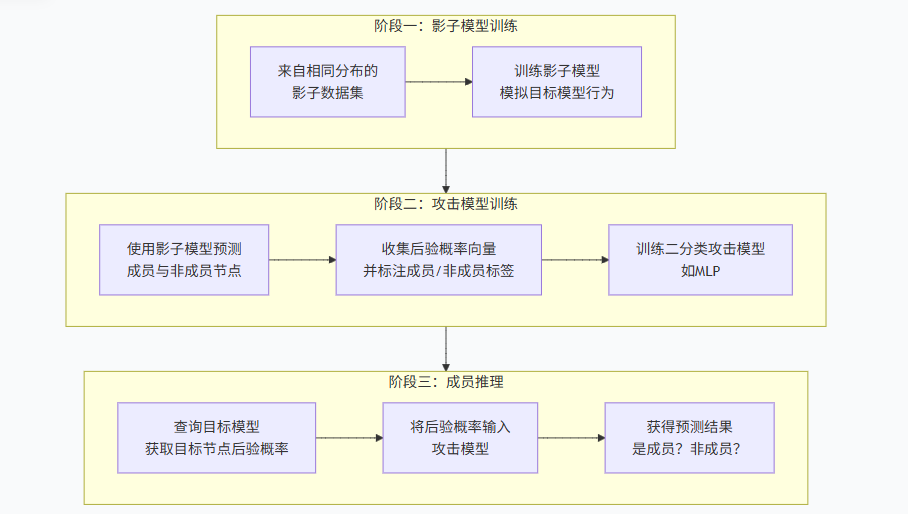 阶段一：影子模型训练
来自相同分布的
影子数据集
训练影子模型
模拟目标模型行为
阶段二：攻击模型训练
使用影子模型预测
成员与非成员节点
收集后验概率向量
并标注成员/非成员标签
训练二分类攻击模型
如MLP
阶段三：成员推理
查询目标模型
获取目标节点后验概率
将后验概率输入
攻击模型
获得预测结果
是成员？非成员？